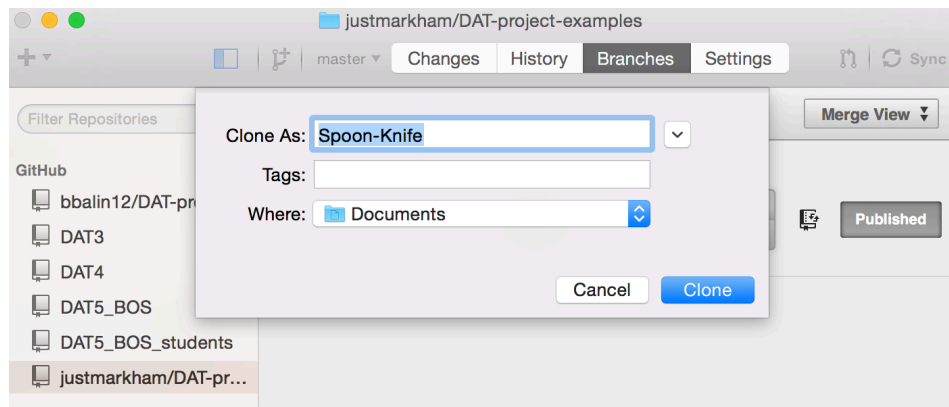 justmarkham/DAT-project-examples
master Changes History Branches Settings Sync
Filter Repositories
Merge View
Clone As: Spoon-Knife
Tags:
Where: Documents
Cancel Clone
Published
GitHub
bbalin12/DAT-pr
DAT3
DAT4
DAT5_BOS
DAT5_BOS_students
justmarkham/DAT-pr...